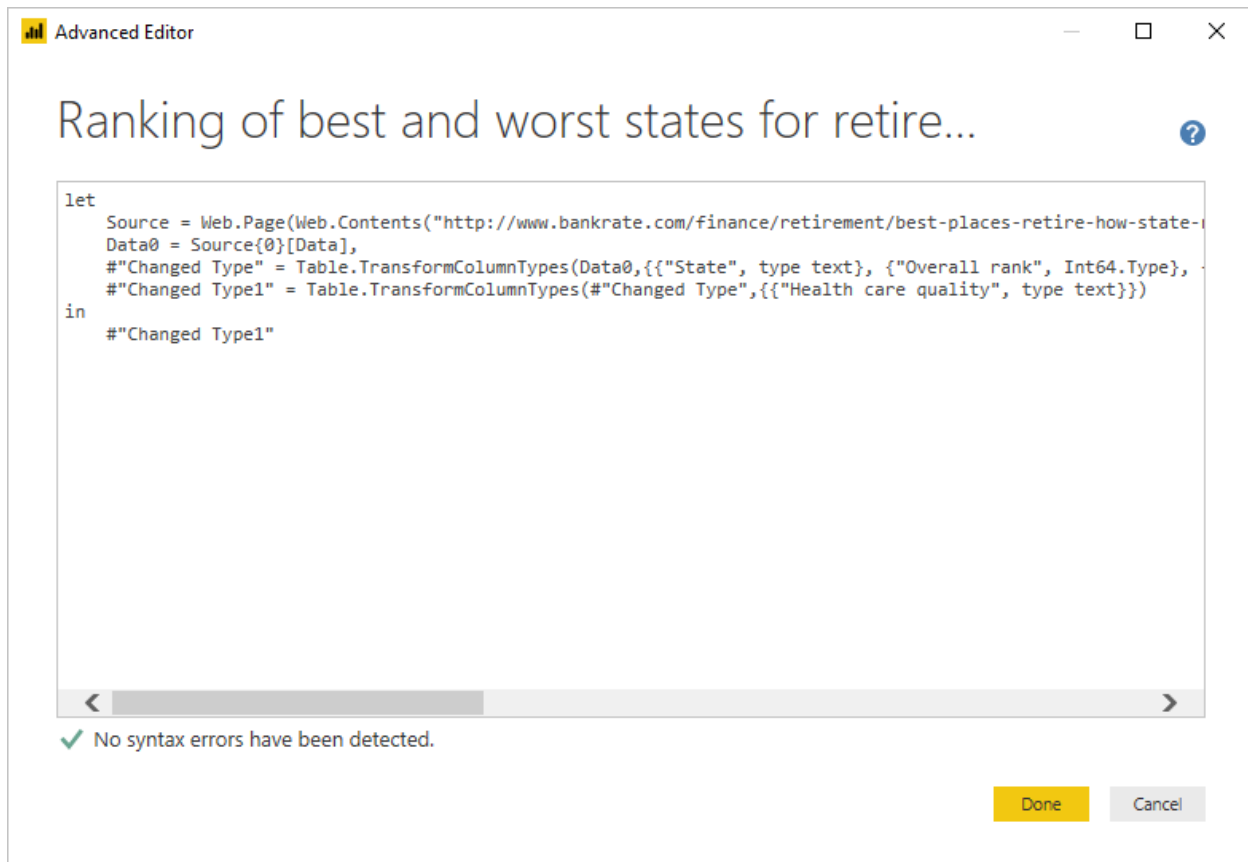 Advanced Editor
Ranking of best and worst states for retire...
?
let
    Source = Web.Page(Web.Contents("http://www.bankrate.com/finance/retirement/best-places-retire-how-state-
    Data0 = Source{0}[Data],
    #"Changed Type" = Table.TransformColumnTypes(Data0,{{"State", type text}, {"Overall rank", Int64.Type},
    #"Changed Type1" = Table.TransformColumnTypes(#"Changed Type",{{"Health care quality", type text}})
in
    #"Changed Type1"
No syntax errors have been detected.
Done Cancel